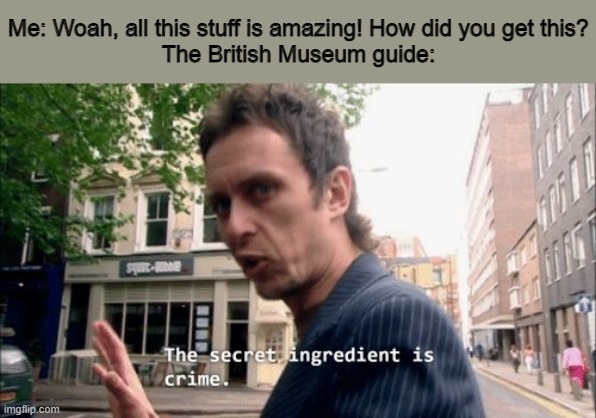 Me: Woah, all this stuff is amazing! How did you get this?
The British Museum guide:
The secret ingredient is
crime.
imgflip.com